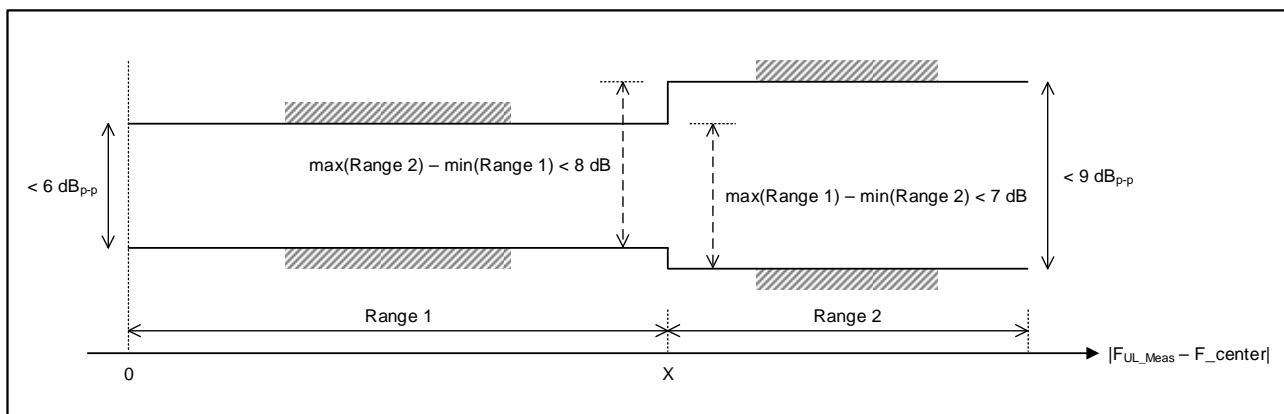 max(Range 2) – min(Range 1) < 8 dB
< 6 dBp-p
max(Range 1) – min(Range 2) < 7 dB
< 9 dBp-p
Range 1
Range 2
|FUL_Meas – F_center|
0
X